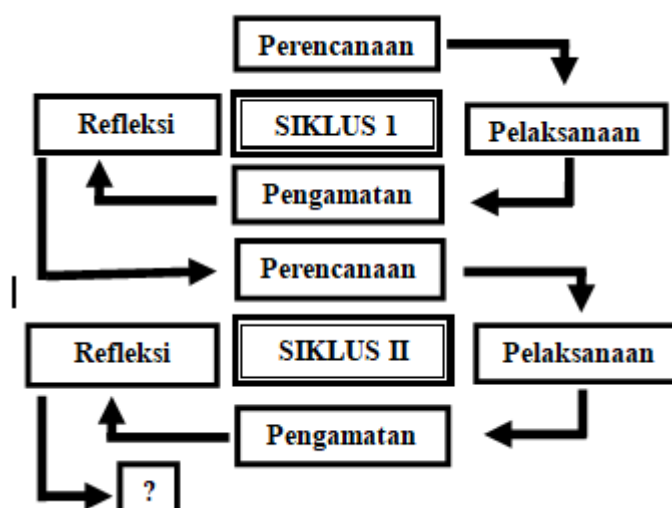 Perencanaan
Refleksi
SIKLUS 1
Pelaksanaan
Pengamatan
Perencanaan
Refleksi
SIKLUS II
Pelaksanaan
Pengamatan
?